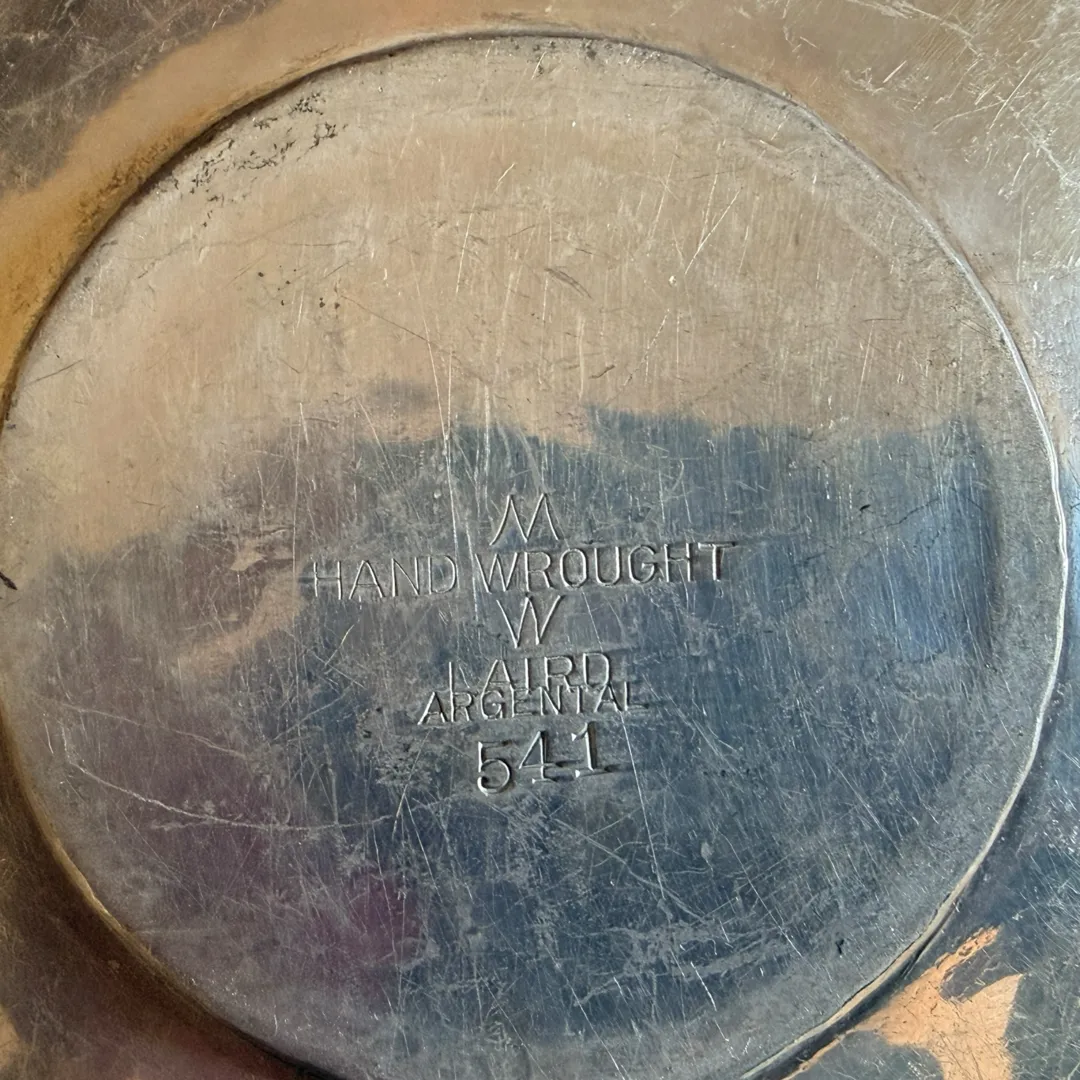 M
HAND WROUGHT
W
LAIRD
ARGENTAL
541